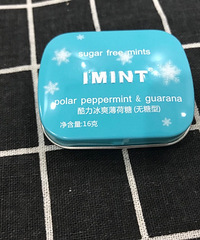 sugar free mints
IMINT
polar peppermint & guarana
酷力冰爽薄荷糖 (无糖型)
净含量:16克